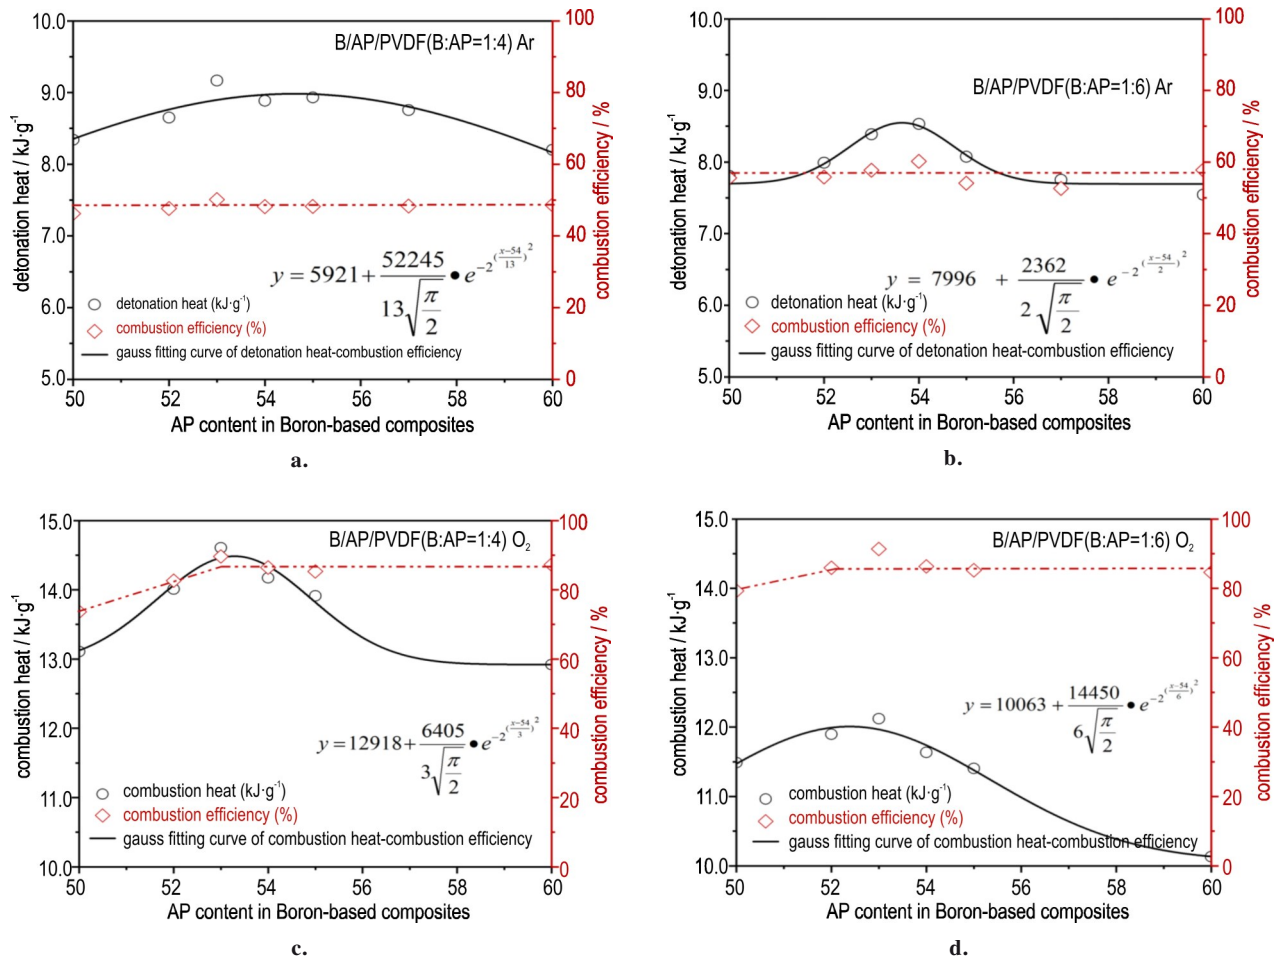 B/AP/PVDF(B:AP=1:4) Ar
10.0
9.0
8.0
7.0
6.0
5.0
detonation heat / kJ·g⁻¹
100
80
60
40
20
0
combustion efficiency / %
y = 5921 + 52245 / 13√(π/2) • e^(-2((x-54)/13)^2)
detonation heat (kJ·g⁻¹)
combustion efficiency (%)
gauss fitting curve of detonation heat-combustion efficiency
50 52 54 56 58 60
AP content in Boron-based composites
a.
B/AP/PVDF(B:AP=1:6) Ar
10.0
9.0
8.0
7.0
6.0
5.0
detonation heat / kJ·g⁻¹
100
80
60
40
20
0
combustion efficiency / %
y = 7996 + 2362 / 2√(π/2) • e^(-2((x-54)/2)^2)
detonation heat (kJ·g⁻¹)
combustion efficiency (%)
gauss fitting curve of detonation heat-combustion efficiency
50 52 54 56 58 60
AP content in Boron-based composites
b.
B/AP/PVDF(B:AP=1:4) O₂
15.0
14.0
13.0
12.0
11.0
10.0
combustion heat / kJ·g⁻¹
100
80
60
40
20
0
combustion efficiency / %
y = 12918 + 6405 / 3√(π/2) • e^(-2((x-54)/3)^2)
combustion heat (kJ·g⁻¹)
combustion efficiency (%)
gauss fitting curve of combustion heat-combustion efficiency
50 52 54 56 58 60
AP content in Boron-based composites
c.
B/AP/PVDF(B:AP=1:6) O₂
15.0
14.0
13.0
12.0
11.0
10.0
combustion heat / kJ·g⁻¹
100
80
60
40
20
0
combustion efficiency / %
y = 10063 + 14450 / 6√(π/2) • e^(-2((x-54)/6)^2)
combustion heat (kJ·g⁻¹)
combustion efficiency (%)
gauss fitting curve of combustion heat-combustion efficiency
50 52 54 56 58 60
AP content in Boron-based composites
d.